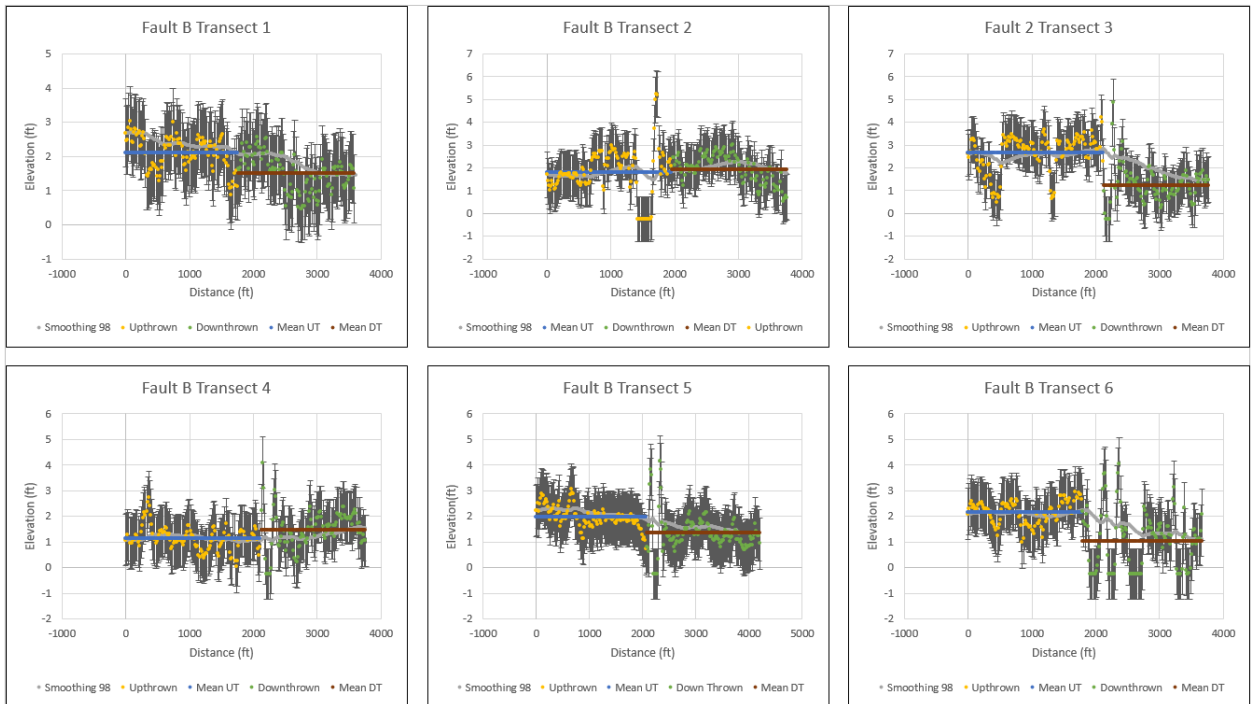 Fault B Transect 1
5
4
3
2
1
0
-1
-1000 0 1000 2000 3000 4000
Elevation (ft)
Distance (ft)
Smoothing 98 Upthrown Downthrown Mean UT Mean DT
Fault B Transect 2
7
6
5
4
3
2
1
0
-1
-2
-1000 0 1000 2000 3000 4000
Elevation (ft)
Distance (ft)
Smoothing 98 Mean UT Downthrown Mean DT Upthrown
Fault 2 Transect 3
7
6
5
4
3
2
1
0
-1
-2
-1000 0 1000 2000 3000 4000
Elevation (ft)
Distance (ft)
Smoothing 98 Upthrown Mean UT Downthrown Mean DT
Fault B Transect 4
6
5
4
3
2
1
0
-1
-2
-1000 0 1000 2000 3000 4000
Elevation (ft)
Distance (ft)
Smoothing 98 Upthrown Mean UT Downthrown Mean DT
Fault B Transect 5
6
5
4
3
2
1
0
-1
-2
-1000 0 1000 2000 3000 4000 5000
Elevation(ft)
Distance (ft)
Smoothing 98 Upthrown Mean UT Down Thrown Mean DT
Fault B Transect 6
6
5
4
3
2
1
0
-1
-2
-1000 0 1000 2000 3000 4000
Elevation (ft)
Distance (ft)
Smoothing 98 Upthrown Mean UT Downthrown Mean DT